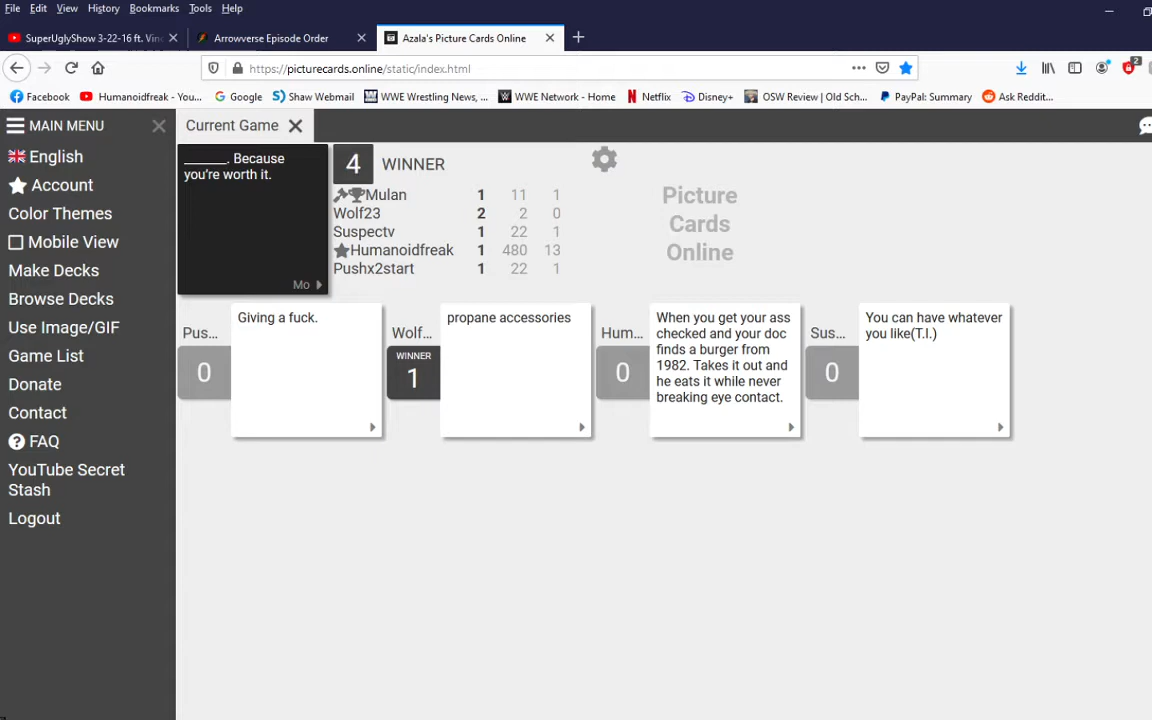 File Edit View History Bookmarks Tools Help
SuperUglyShow 3-22-16 ft. Vin
Arrowverse Episode Order
Azala's Picture Cards Online
https://picturecards.online/static/index.html
2
Facebook
Humanoidfreak - You...
Google
Shaw Webmail
WWE Wrestling News, ...
WWE Network - Home
Netflix
Disney+
OSW Review | Old Sch...
PayPal: Summary
Ask Reddit...
MAIN MENU
English
Account
Color Themes
Mobile View
Make Decks
Browse Decks
Use Image/GIF
Game List
Donate
Contact
FAQ
YouTube Secret
Stash
Logout
Current Game
______. Because
you're worth it.
Mo
4 WINNER
Mulan 1 11 1
Wolf23 2 2 0
Suspectv 1 22 1
Humanoidfreak 1 480 13
Pushx2start 1 22 1
Picture
Cards
Online
Pus...
0
Giving a fuck.
Wolf...
WINNER
1
propane accessories
Hum...
0
When you get your ass
checked and your doc
finds a burger from
1982. Takes it out and
he eats it while never
breaking eye contact.
Sus...
0
You can have whatever
you like(T.I.)